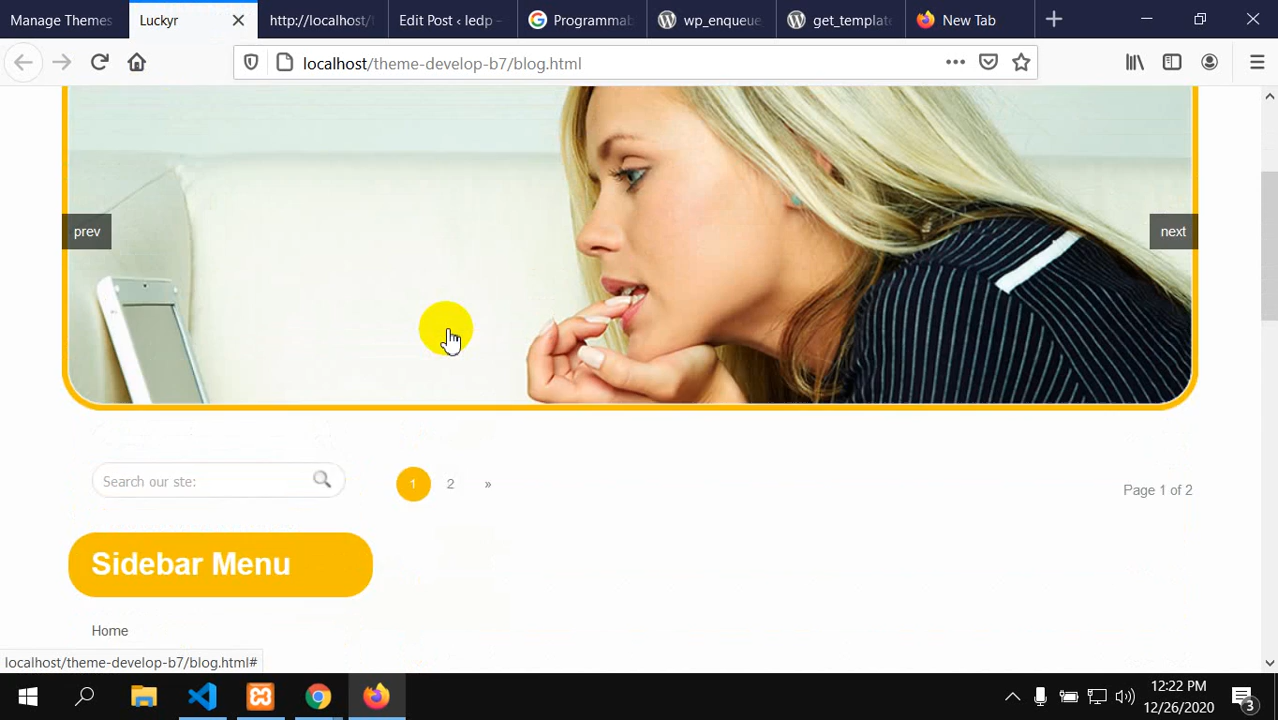 Manage Themes
Luckyr
http://localhost/
Edit Post ‹ ledp –
Programmab
wp_enqueue
get_templat
New Tab
localhost/theme-develop-b7/blog.html
prev
next
Search our ste:
1
2
»
Page 1 of 2
Sidebar Menu
Home
localhost/theme-develop-b7/blog.html#
12:22 PM
12/26/2020
3